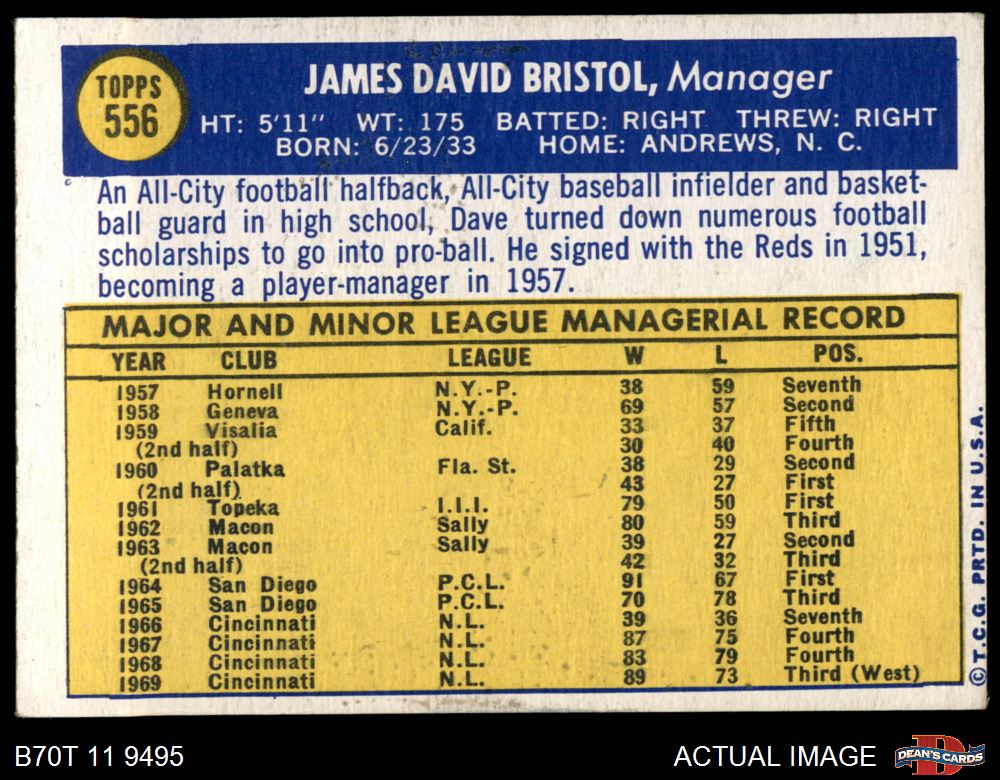 TOPPS
556
JAMES DAVID BRISTOL, Manager
HT: 5'11" WT: 175 BATTED: RIGHT THREW: RIGHT
BORN: 6/23/33 HOME: ANDREWS, N. C.
An All-City football halfback, All-City baseball infielder and basket-
ball guard in high school, Dave turned down numerous football
scholarships to go into pro-ball. He signed with the Reds in 1951,
becoming a player-manager in 1957.
MAJOR AND MINOR LEAGUE MANAGERIAL RECORD
YEAR CLUB LEAGUE W L POS.
1957 Hornell N.Y.-P. 38 59 Seventh
1958 Geneva N.Y.-P. 69 57 Second
1959 Visalia Calif. 33 37 Fifth
(2nd half) 30 40 Fourth
1960 Palatka Fla. St. 38 29 Second
(2nd half) 43 27 First
1961 Topeka I.I.I. 79 50 First
1962 Macon Sally 80 59 Third
1963 Macon Sally 39 27 Second
(2nd half) 42 32 Third
1964 San Diego P.C.L. 91 67 First
1965 San Diego P.C.L. 70 78 Third
1966 Cincinnati N.L. 39 36 Seventh
1967 Cincinnati N.L. 87 75 Fourth
1968 Cincinnati N.L. 83 79 Fourth
1969 Cincinnati N.L. 89 73 Third (West)
©T.C.G. PRTD. IN U.S.A.
B70T 11 9495
ACTUAL IMAGE
DEAN'S CARDS